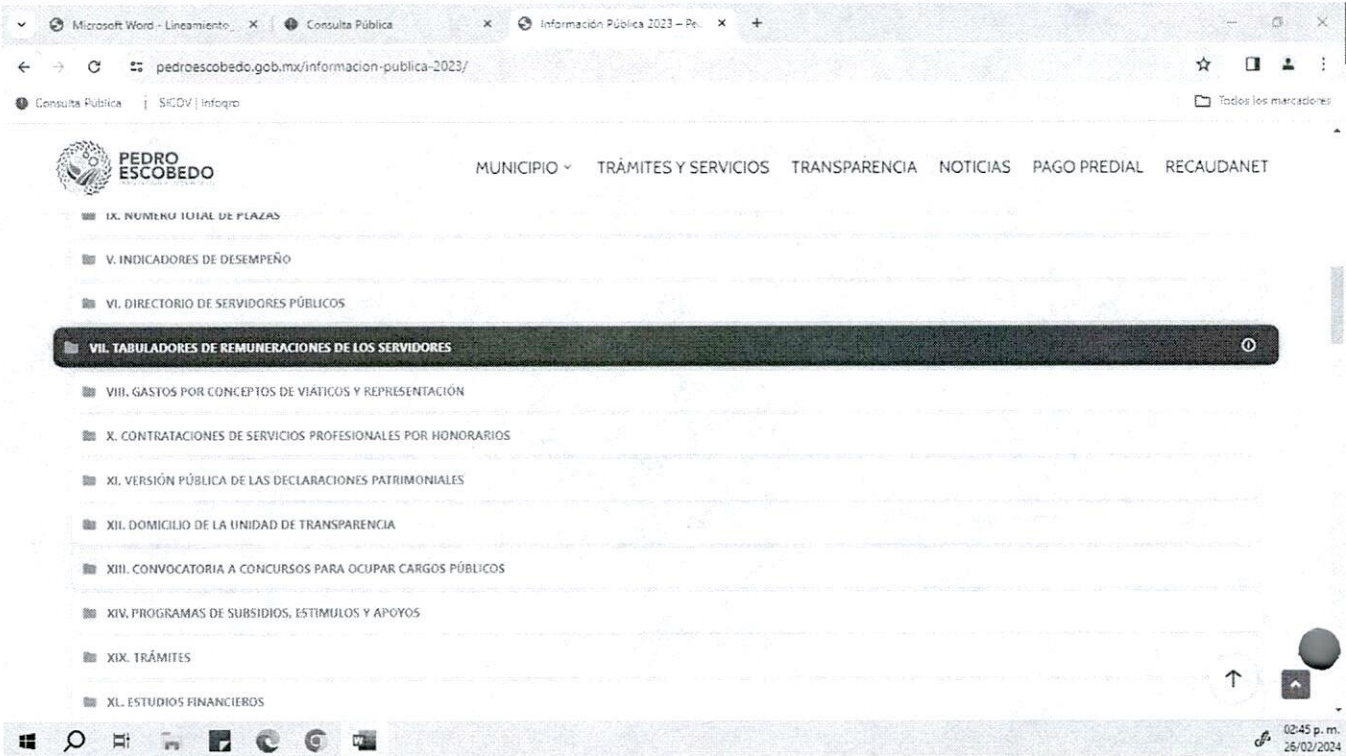 Microsoft Word - Lineamiento_
Consulta Pública
Información Pública 2023 – Pe
pedroescobedo.gob.mx/informacion-publica-2023/
Consulta Pública
SICOV | Infoqro
Todos los marcadores
PEDRO
ESCOBEDO
MUNICIPIO
TRÁMITES Y SERVICIOS
TRANSPARENCIA
NOTICIAS
PAGO PREDIAL
RECAUDANET
IX. NÚMERO TOTAL DE PLAZAS
V. INDICADORES DE DESEMPEÑO
VI. DIRECTORIO DE SERVIDORES PÚBLICOS
VII. TABULADORES DE REMUNERACIONES DE LOS SERVIDORES
VIII. GASTOS POR CONCEPTOS DE VIÁTICOS Y REPRESENTACIÓN
X. CONTRATACIONES DE SERVICIOS PROFESIONALES POR HONORARIOS
XI. VERSIÓN PÚBLICA DE LAS DECLARACIONES PATRIMONIALES
XII. DOMICILIO DE LA UNIDAD DE TRANSPARENCIA
XIII. CONVOCATORIA A CONCURSOS PARA OCUPAR CARGOS PÚBLICOS
XIV. PROGRAMAS DE SUBSIDIOS, ESTIMULOS Y APOYOS
XIX. TRÁMITES
XL. ESTUDIOS FINANCIEROS
02:45 p. m.
26/02/2024